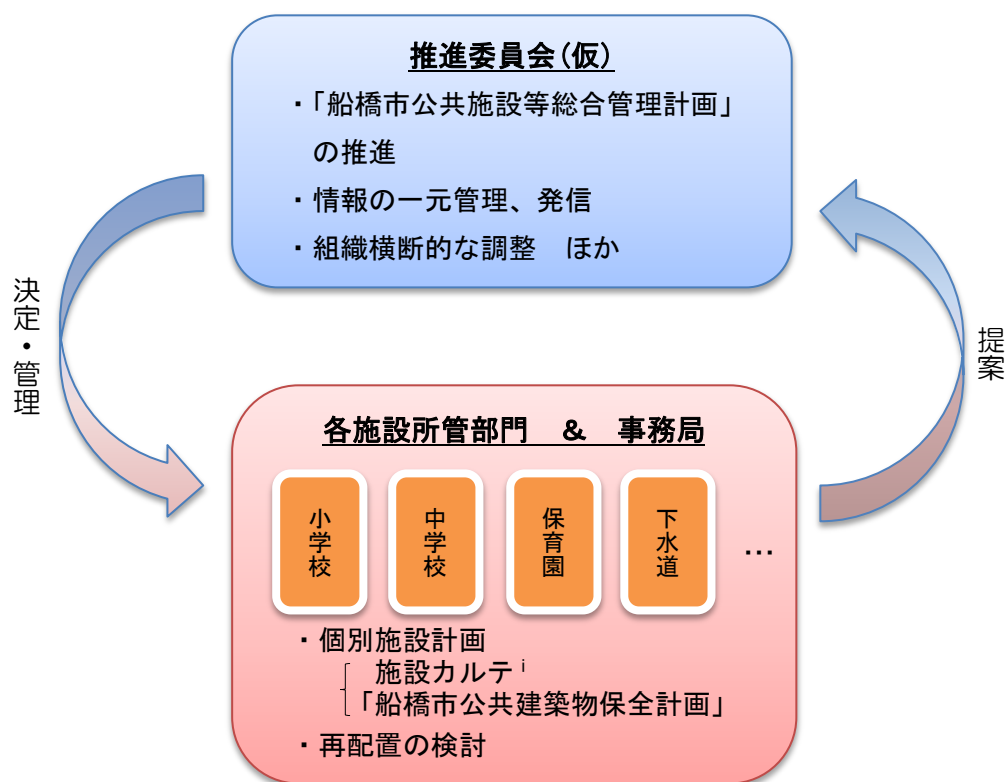 推進委員会(仮)
・「船橋市公共施設等総合管理計画」
の推進
・情報の一元管理、発信
・組織横断的な調整　ほか
決定・管理
提案
各施設所管部門　＆　事務局
小学校
中学校
保育園
下水道
…
・個別施設計画
施設カルテⁱ
「船橋市公共建築物保全計画」
・再配置の検討